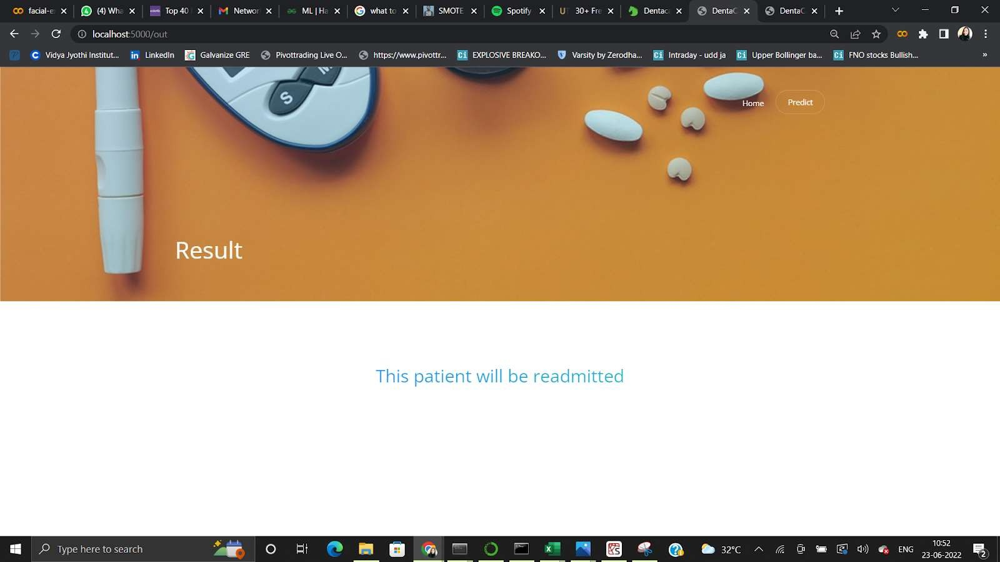 facial-e
(4) Wha
Top 40
Networ
ML | Ha
what to
SMOTE
Spotify
30+ Fre
Dentaca
DentaC
DentaC
localhost:5000/out
Vidya Jyothi Institut...
LinkedIn
Galvanize GRE
Pivottrading Live O...
https://www.pivottr...
EXPLOSIVE BREAKO...
Varsity by Zerodha...
Intraday - udd ja
Upper Bollinger ba...
FNO stocks Bullish...
S
Home
Predict
Result
This patient will be readmitted
Type here to search
32°C
ENG
10:52
23-06-2022
2